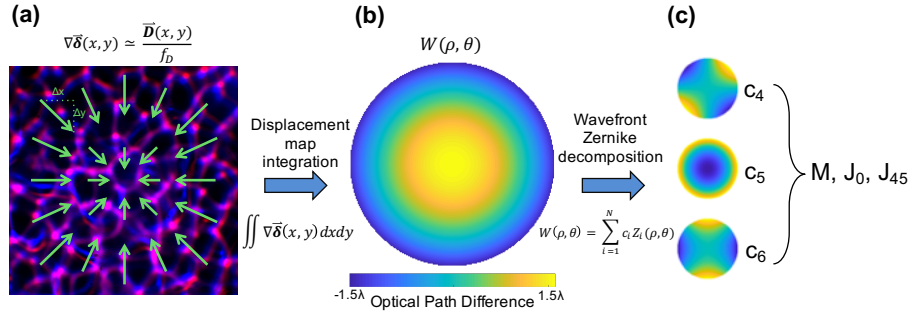 (a)
∇δ⃗(x, y) ≃ D⃗(x, y) / f_D
Δx
Δy
Displacement
map
integration
∬ ∇δ⃗(x, y) dxdy
(b)
W(ρ, θ)
-1.5λ
1.5λ
Optical Path Difference
Wavefront
Zernike
decomposition
W(ρ, θ) = ∑_{i=1}^{N} c_i Z_i(ρ, θ)
(c)
c₄
c₅
c₆
M, J₀, J₄₅